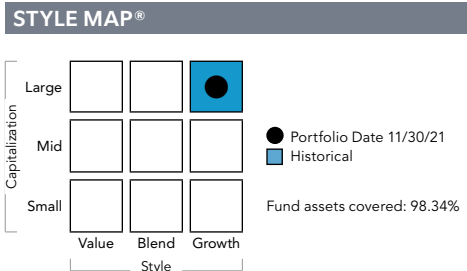 STYLE MAP®
Capitalization
Large
Mid
Small
Value Blend Growth
Style
Portfolio Date 11/30/21
Historical
Fund assets covered: 98.34%